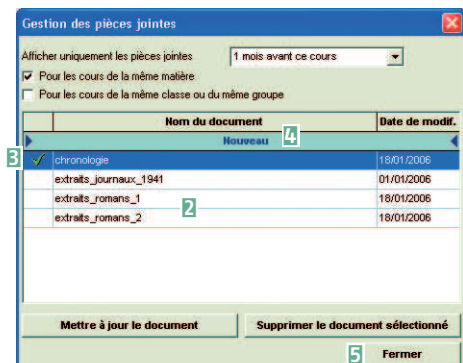 Gestion des pièces jointes
Afficher uniquement les pièces jointes 1 mois avant ce cours
Pour les cours de la même matière
Pour les cours de la même classe ou du même groupe
Nom du document Date de modif.
Nouveau 4
3 chronologie 18/01/2006
extraits_journaux_1941 01/01/2006
extraits_romans_1 2 18/01/2006
extraits_romans_2 18/01/2006
Mettre à jour le document Supprimer le document sélectionné
5 Fermer